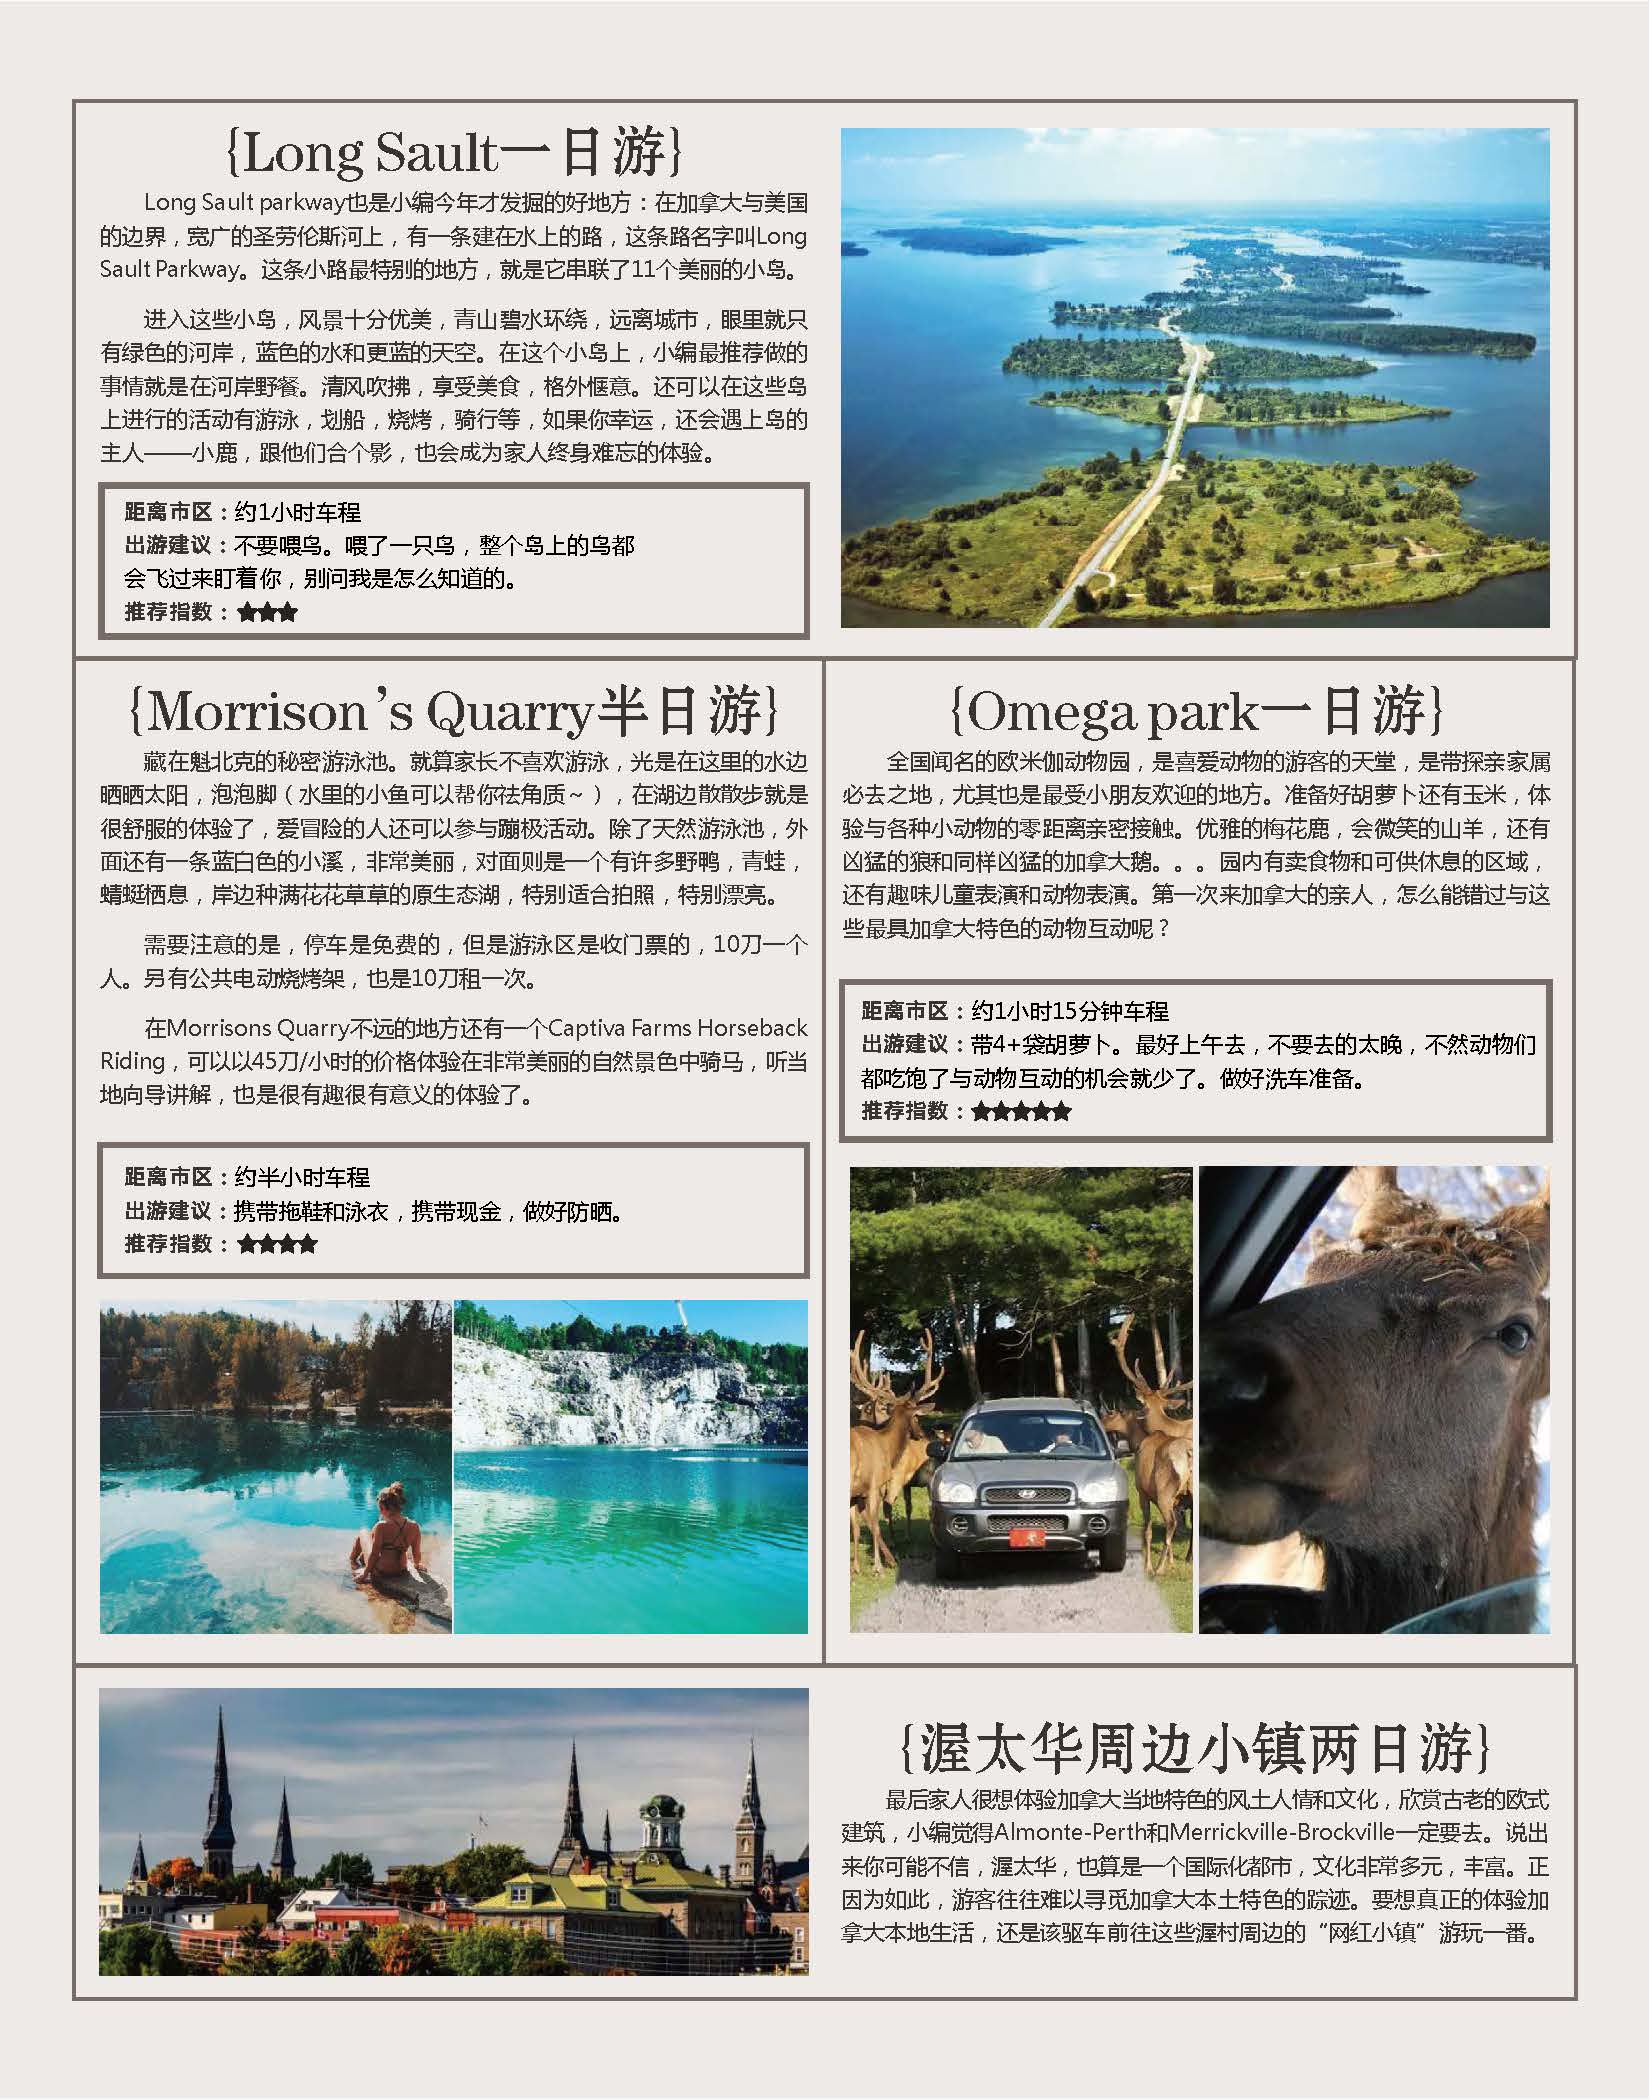 {Long Sault一日游}
Long Sault parkway也是小编今年才发掘的好地方：在加拿大与美国
的边界，宽广的圣劳伦斯河上，有一条建在水上的路，这条路名字叫Long
Sault Parkway。这条小路最特别的地方，就是它串联了11个美丽的小岛。
进入这些小岛，风景十分优美，青山碧水环绕，远离城市，眼里就只
有绿色的河岸，蓝色的水和更蓝的天空。在这个小岛上，小编最推荐做的
事情就是在河岸野餐。清风吹拂，享受美食，格外惬意。还可以在这些岛
上进行的活动有游泳，划船，烧烤，骑行等，如果你幸运，还会遇上岛的
主人——小鹿，跟他们合个影，也会成为家人终身难忘的体验。
距离市区：约1小时车程
出游建议：不要喂鸟。喂了一只鸟，整个岛上的鸟都
会飞过来盯着你，别问我是怎么知道的。
推荐指数：★★★
{Morrison’s Quarry半日游}
藏在魁北克的秘密游泳池。就算家长不喜欢游泳，光是在这里的水边
晒晒太阳，泡泡脚（水里的小鱼可以帮你祛角质～），在湖边散散步就是
很舒服的体验了，爱冒险的人还可以参与蹦极活动。除了天然游泳池，外
面还有一条蓝白色的小溪，非常美丽，对面则是一个有许多野鸭，青蛙，
蜻蜓栖息，岸边种满花花草草的原生态湖，特别适合拍照，特别漂亮。
需要注意的是，停车是免费的，但是游泳区是收门票的，10刀一个
人。另有公共电动烧烤架，也是10刀租一次。
在Morrisons Quarry不远的地方还有一个Captiva Farms Horseback
Riding，可以以45刀/小时的价格体验在非常美丽的自然景色中骑马，听当
地向导讲解，也是很有趣很有意义的体验了。
距离市区：约半小时车程
出游建议：携带拖鞋和泳衣，携带现金，做好防晒。
推荐指数：★★★★
{Omega park一日游}
全国闻名的欧米伽动物园，是喜爱动物的游客的天堂，是带探亲家属
必去之地，尤其也是最受小朋友欢迎的地方。准备好胡萝卜还有玉米，体
验与各种小动物的零距离亲密接触。优雅的梅花鹿，会微笑的山羊，还有
凶猛的狼和同样凶猛的加拿大鹅。。。园内有卖食物和可供休息的区域，
还有趣味儿童表演和动物表演。第一次来加拿大的亲人，怎么能错过与这
些最具加拿大特色的动物互动呢？
距离市区：约1小时15分钟车程
出游建议：带4+袋胡萝卜。最好上午去，不要去的太晚，不然动物们
都吃饱了与动物互动的机会就少了。做好洗车准备。
推荐指数：★★★★★
{渥太华周边小镇两日游}
最后家人很想体验加拿大当地特色的风土人情和文化，欣赏古老的欧式
建筑，小编觉得Almonte-Perth和Merrickville-Brockville一定要去。说出
来你可能不信，渥太华，也算是一个国际化都市，文化非常多元，丰富。正
因为如此，游客往往难以寻觅加拿大本土特色的踪迹。要想真正的体验加
拿大本地生活，还是该驱车前往这些渥村周边的“网红小镇”游玩一番。